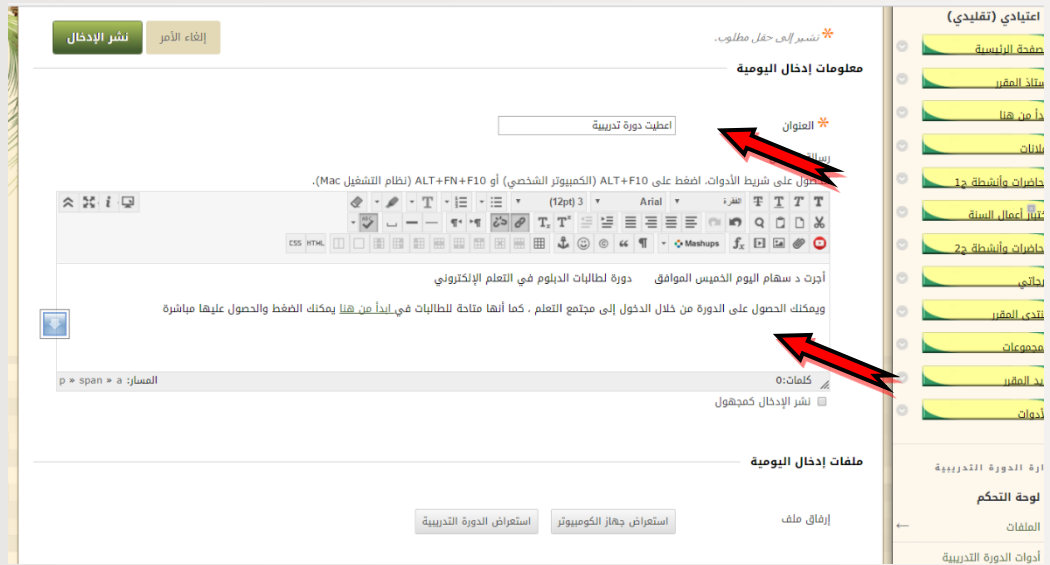 اعتيادي (تقليدي)
صفحة الرئيسية
ستاذ المقرر
دأ من هنا
علانات
حاضرات وأنشطة ج1
ختبار أعمال السنة
حاضرات وأنشطة ج2
رجاتي
نتدى المقرر
مجموعات
يد المقرر
أدوات
ارة الدورة التدريبية
لوحة التحكم
الملفات
أدوات الدورة التدريبية
* تشير إلى حقل مطلوب.
إلغاء الأمر نشر الإدخال
معلومات إدخال اليومية
* العنوان اعطيت دورة تدريبية
على شريط الأدوات، اضغط على ALT+F10 (الكمبيوتر الشخصي) أو ALT+FN+F10 (نظام التشغيل Mac).
T T T T الفقرة Arial 3 (12pt)
Mashups
HTML CSS
أجرت د سهام اليوم الخميس الموافق دورة لطالبات الدبلوم في التعلم الإلكتروني
ويمكنك الحصول على الدورة من خلال الدخول إلى مجتمع التعلم ، كما أنها متاحة للطالبات في ابدأ من هنا يمكنك الضغط والحصول عليها مباشرة
المسار: p » span » a
كلمات:0
نشر الإدخال كمجهول
ملفات إدخال اليومية
إرفاق ملف استعراض جهاز الكومبيوتر استعراض الدورة التدريبية